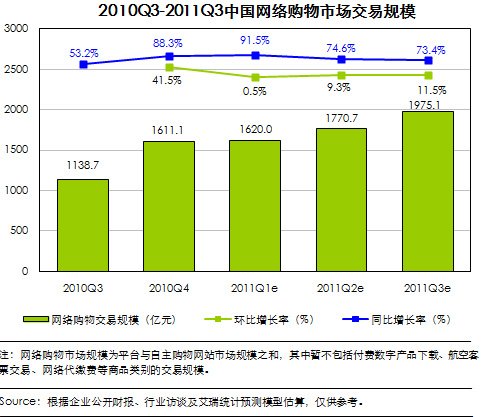 2010Q3-2011Q3中国网络购物市场交易规模
3000
2500
2000
1500
1000
500
0
53.2%
88.3%
91.5%
74.6%
73.4%
41.5%
0.5%
9.3%
11.5%
1138.7
1611.1
1620.0
1770.7
1975.1
2010Q3
2010Q4
2011Q1e
2011Q2e
2011Q3e
网络购物交易规模（亿元）
环比增长率（%）
同比增长率（%）
注：网络购物市场规模为平台与自主购物网站市场规模之和，其中暂不包括付费数字产品下载、航空客
票交易、网络代缴费等商品类别的交易规模。
Source：根据企业公开财报、行业访谈及艾瑞统计预测模型估算，仅供参考。